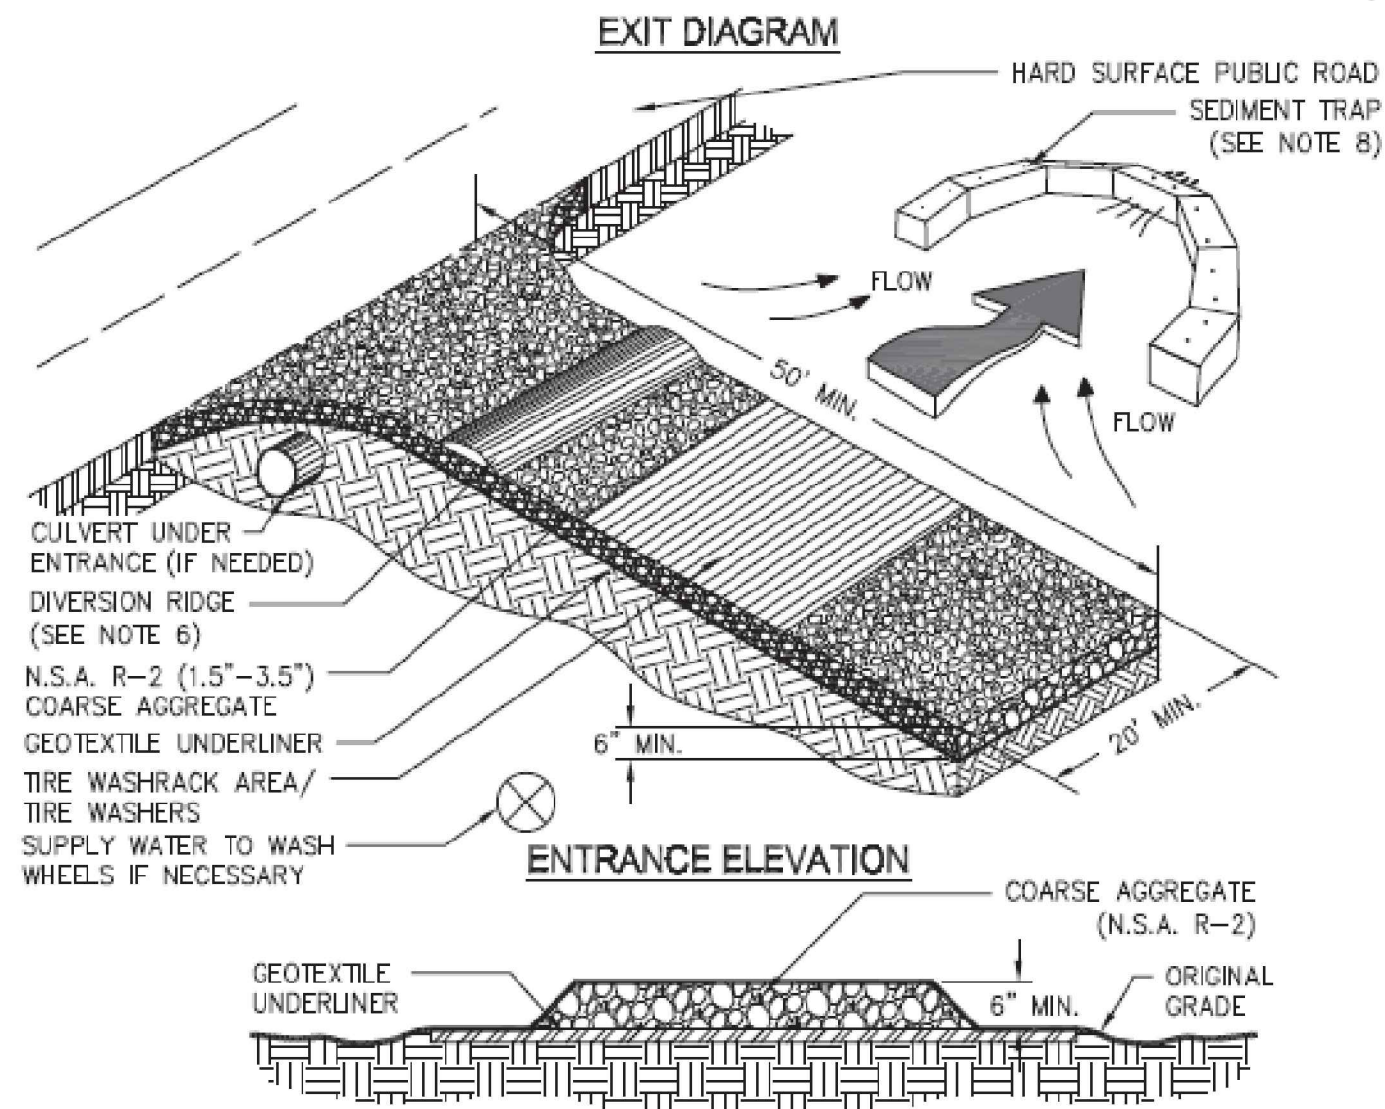 EXIT DIAGRAM
HARD SURFACE PUBLIC ROAD
SEDIMENT TRAP
(SEE NOTE 8)
FLOW
50' MIN.
FLOW
CULVERT UNDER
ENTRANCE (IF NEEDED)
DIVERSION RIDGE
(SEE NOTE 6)
N.S.A. R-2 (1.5"-3.5")
COARSE AGGREGATE
GEOTEXTILE UNDERLINER
TIRE WASHRACK AREA/
TIRE WASHERS
SUPPLY WATER TO WASH
WHEELS IF NECESSARY
6" MIN.
20' MIN.
ENTRANCE ELEVATION
COARSE AGGREGATE
(N.S.A. R-2)
GEOTEXTILE
UNDERLINER
6" MIN.
ORIGINAL
GRADE